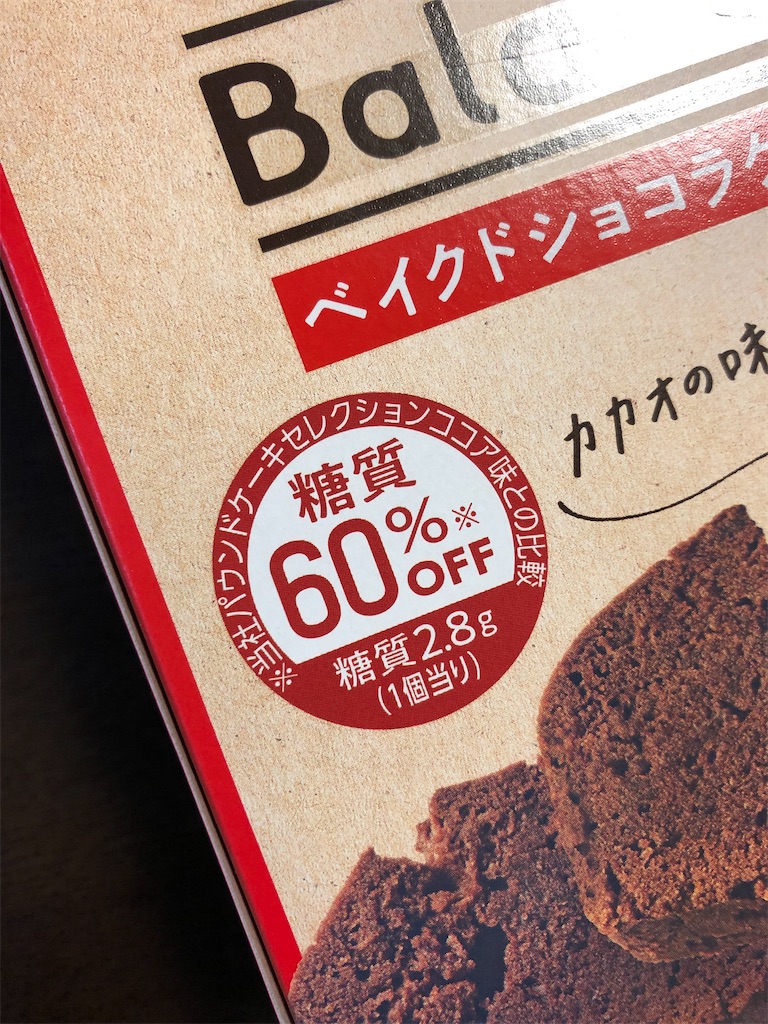 Bala
ベイクドショコラケ
カカオの味
※当社パウンドケーキセレクションココア味との比較
糖質
60%※
OFF
糖質2.8g
(1個当り)